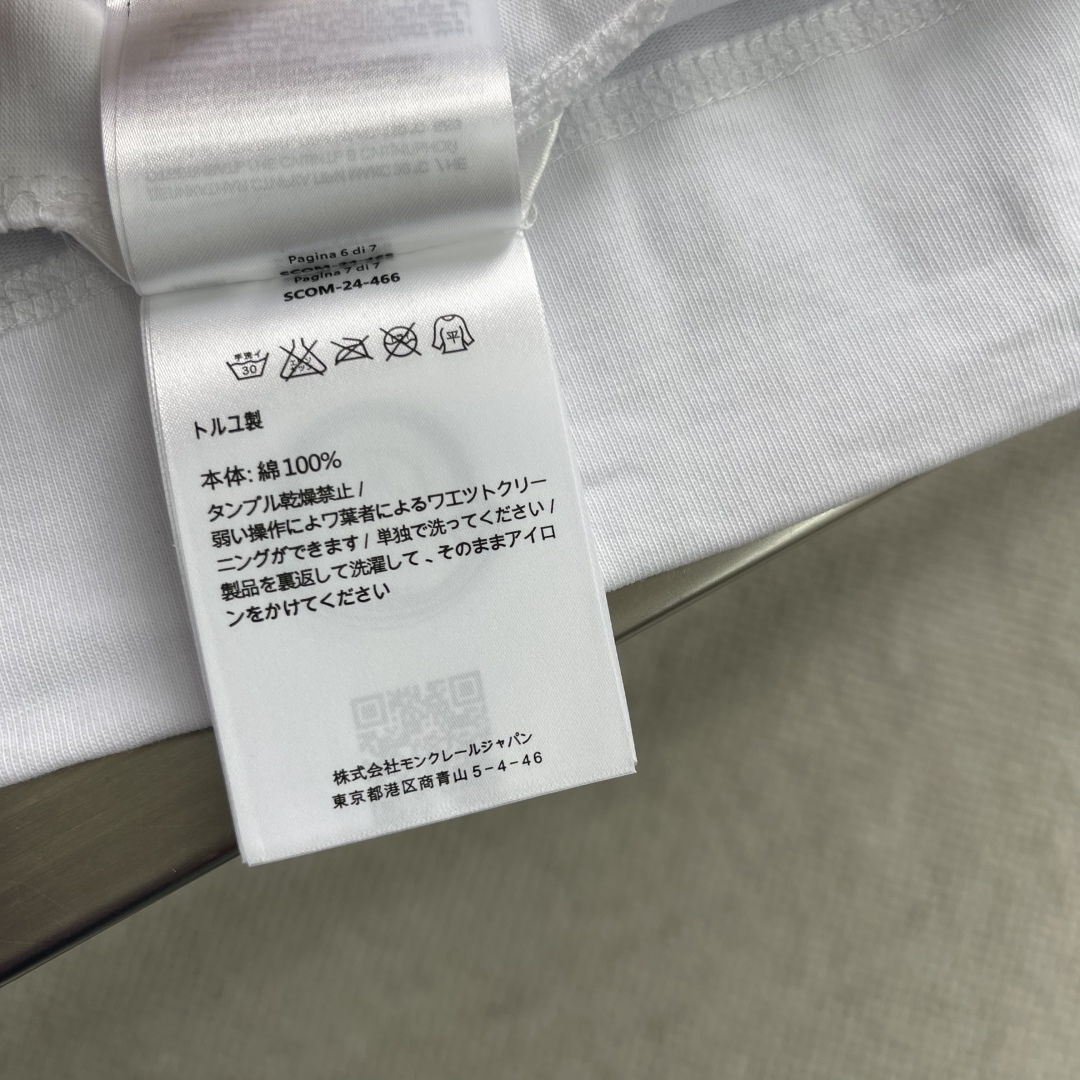 Pagina 6 di 7
Pagina 7 di 7
SCOM-24-466
手洗イ
30
平
トルユ製
本体: 綿100%
タンブル乾燥禁止 /
弱い操作によワ葉者によるワエツトクリー
ニングができます / 単独で洗ってください /
製品を裏返して洗濯して、そのままアイロ
ンをかけてください
株式会社モンクレールジャパン
東京都港区商青山5-4-46